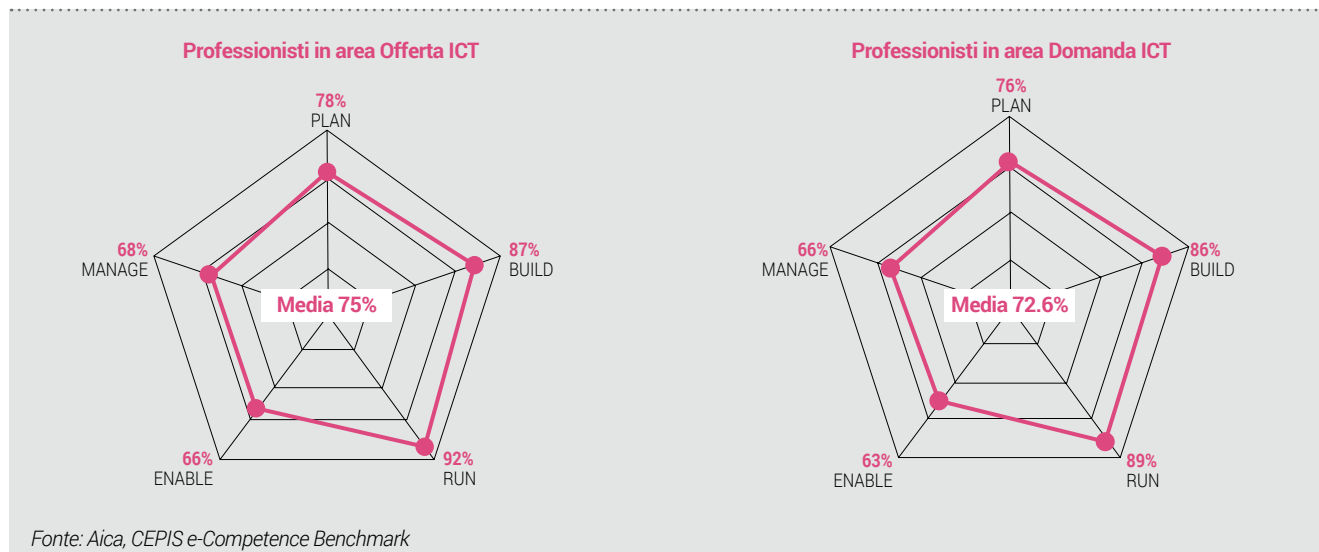 Professionisti in area Offerta ICT
78%
PLAN
68%
MANAGE
87%
BUILD
Media 75%
66%
ENABLE
92%
RUN
Professionisti in area Domanda ICT
76%
PLAN
66%
MANAGE
86%
BUILD
Media 72.6%
63%
ENABLE
89%
RUN
Fonte: Aica, CEPIS e-Competence Benchmark